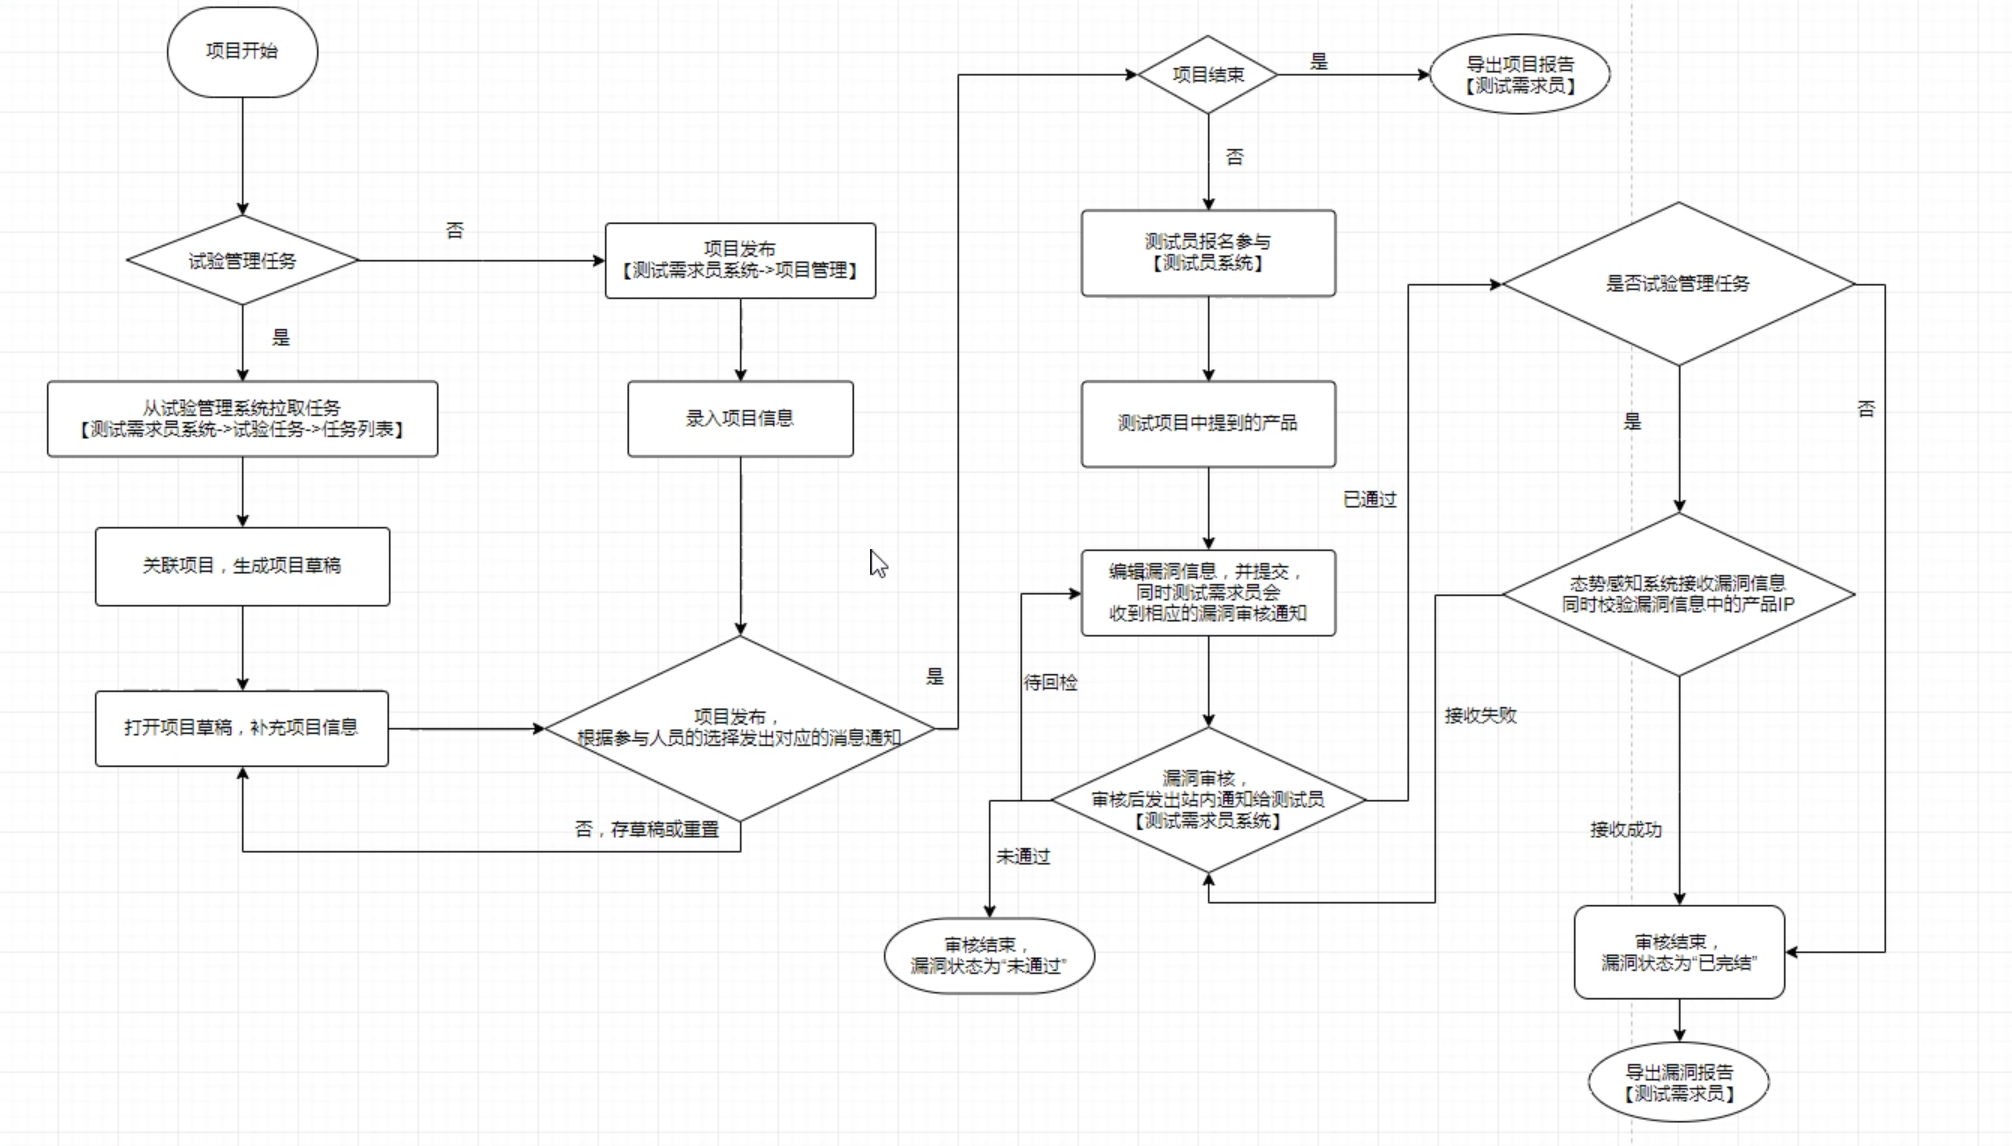 项目开始
试验管理任务
否
是
从试验管理系统拉取任务
【测试需求员系统->试验任务->任务列表】
关联项目，生成项目草稿
打开项目草稿，补充项目信息
项目发布
【测试需求员系统->项目管理】
录入项目信息
项目发布，
根据参与人员的选择发出对应的消息通知
否，存草稿或重置
是
项目结束
是
导出项目报告
【测试需求员】
否
测试员报名参与
【测试员系统】
测试项目中提到的产品
编辑漏洞信息，并提交，
同时测试需求员会
收到相应的漏洞审核通知
待回检
漏洞审核，
审核后发出站内通知给测试员
【测试需求员系统】
未通过
审核结束，
漏洞状态为“未通过”
已通过
是否试验管理任务
是
否
态势感知系统接收漏洞信息
同时校验漏洞信息中的产品IP
接收失败
接收成功
审核结束，
漏洞状态为“已完结”
导出漏洞报告
【测试需求员】